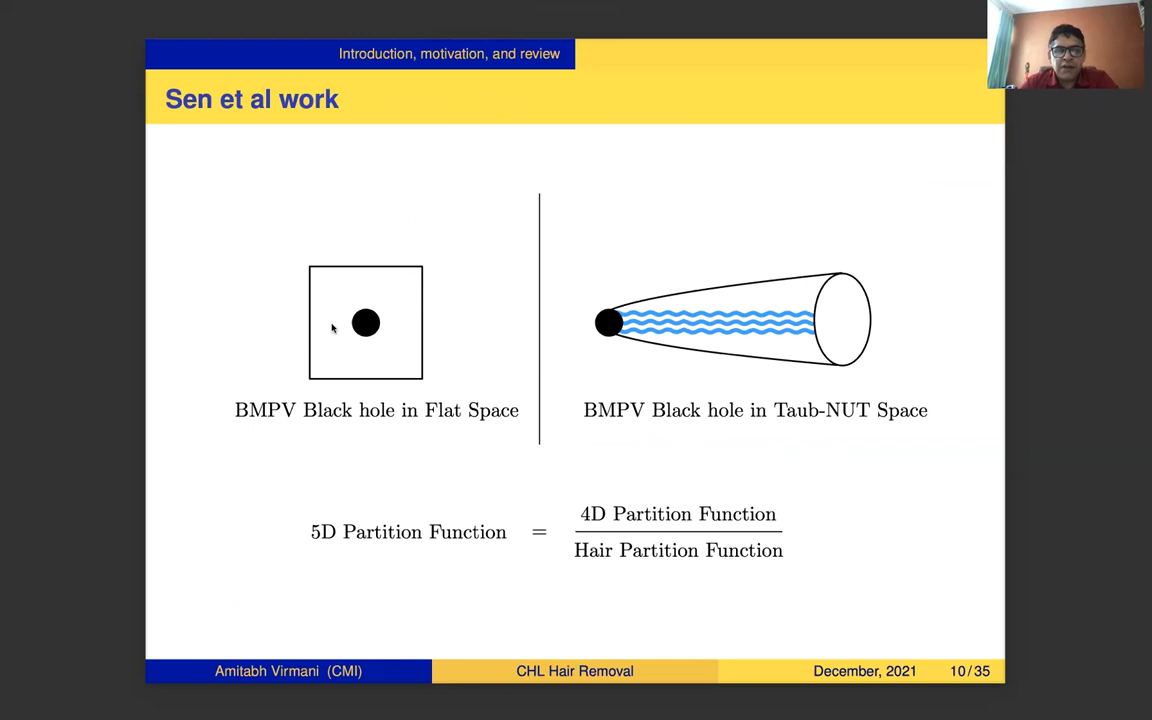 Introduction, motivation, and review
Sen et al work
BMPV Black hole in Flat Space
BMPV Black hole in Taub-NUT Space
5D Partition Function = 4D Partition Function
Hair Partition Function
Amitabh Virmani (CMI)
CHL Hair Removal
December, 2021
10/35